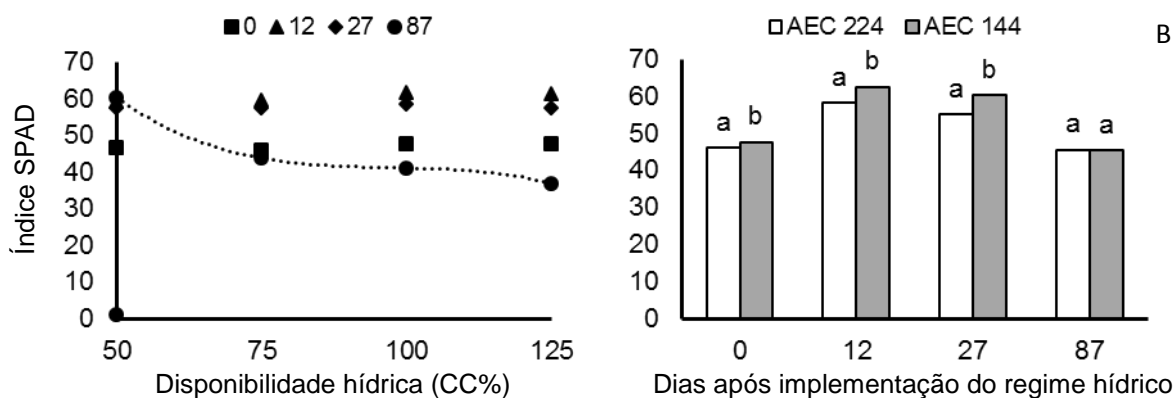 ■ 0 ▲ 12 ◆ 27 ● 87
Índice SPAD
70
60
50
40
30
20
10
0
50 75 100 125
Disponibilidade hídrica (CC%)
AEC 224 AEC 144
B
70
60
50
40
30
20
10
0
a b a b a b a a
0 12 27 87
Dias após implementação do regime hídrico